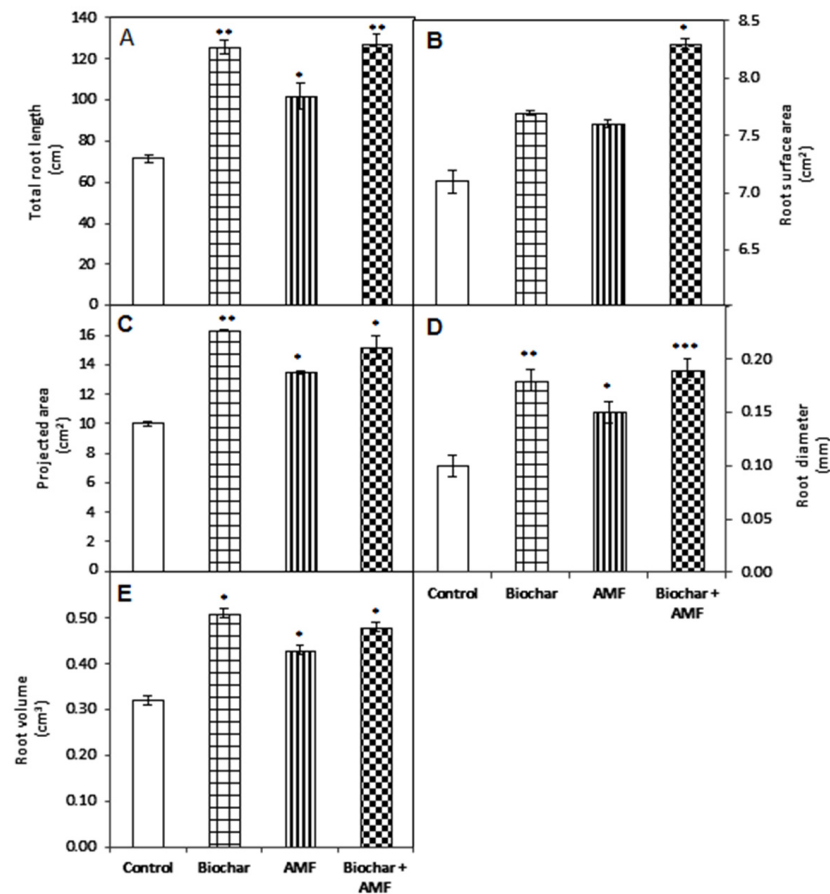 A
Total root length
(cm)
140
120
100
80
60
40
20
0
**
*
**
B
8.5
8.0
7.5
7.0
6.5
Root surface area
(cm²)
*
C
Projected area
(cm²)
16
14
12
10
8
6
4
2
0
**
*
*
D
0.20
0.15
0.10
0.05
0.00
Root diameter
(mm)
**
*
***
Control
Biochar
AMF
Biochar +
AMF
E
Root volume
(cm³)
0.50
0.40
0.30
0.20
0.10
0.00
*
*
*
Control
Biochar
AMF
Biochar +
AMF